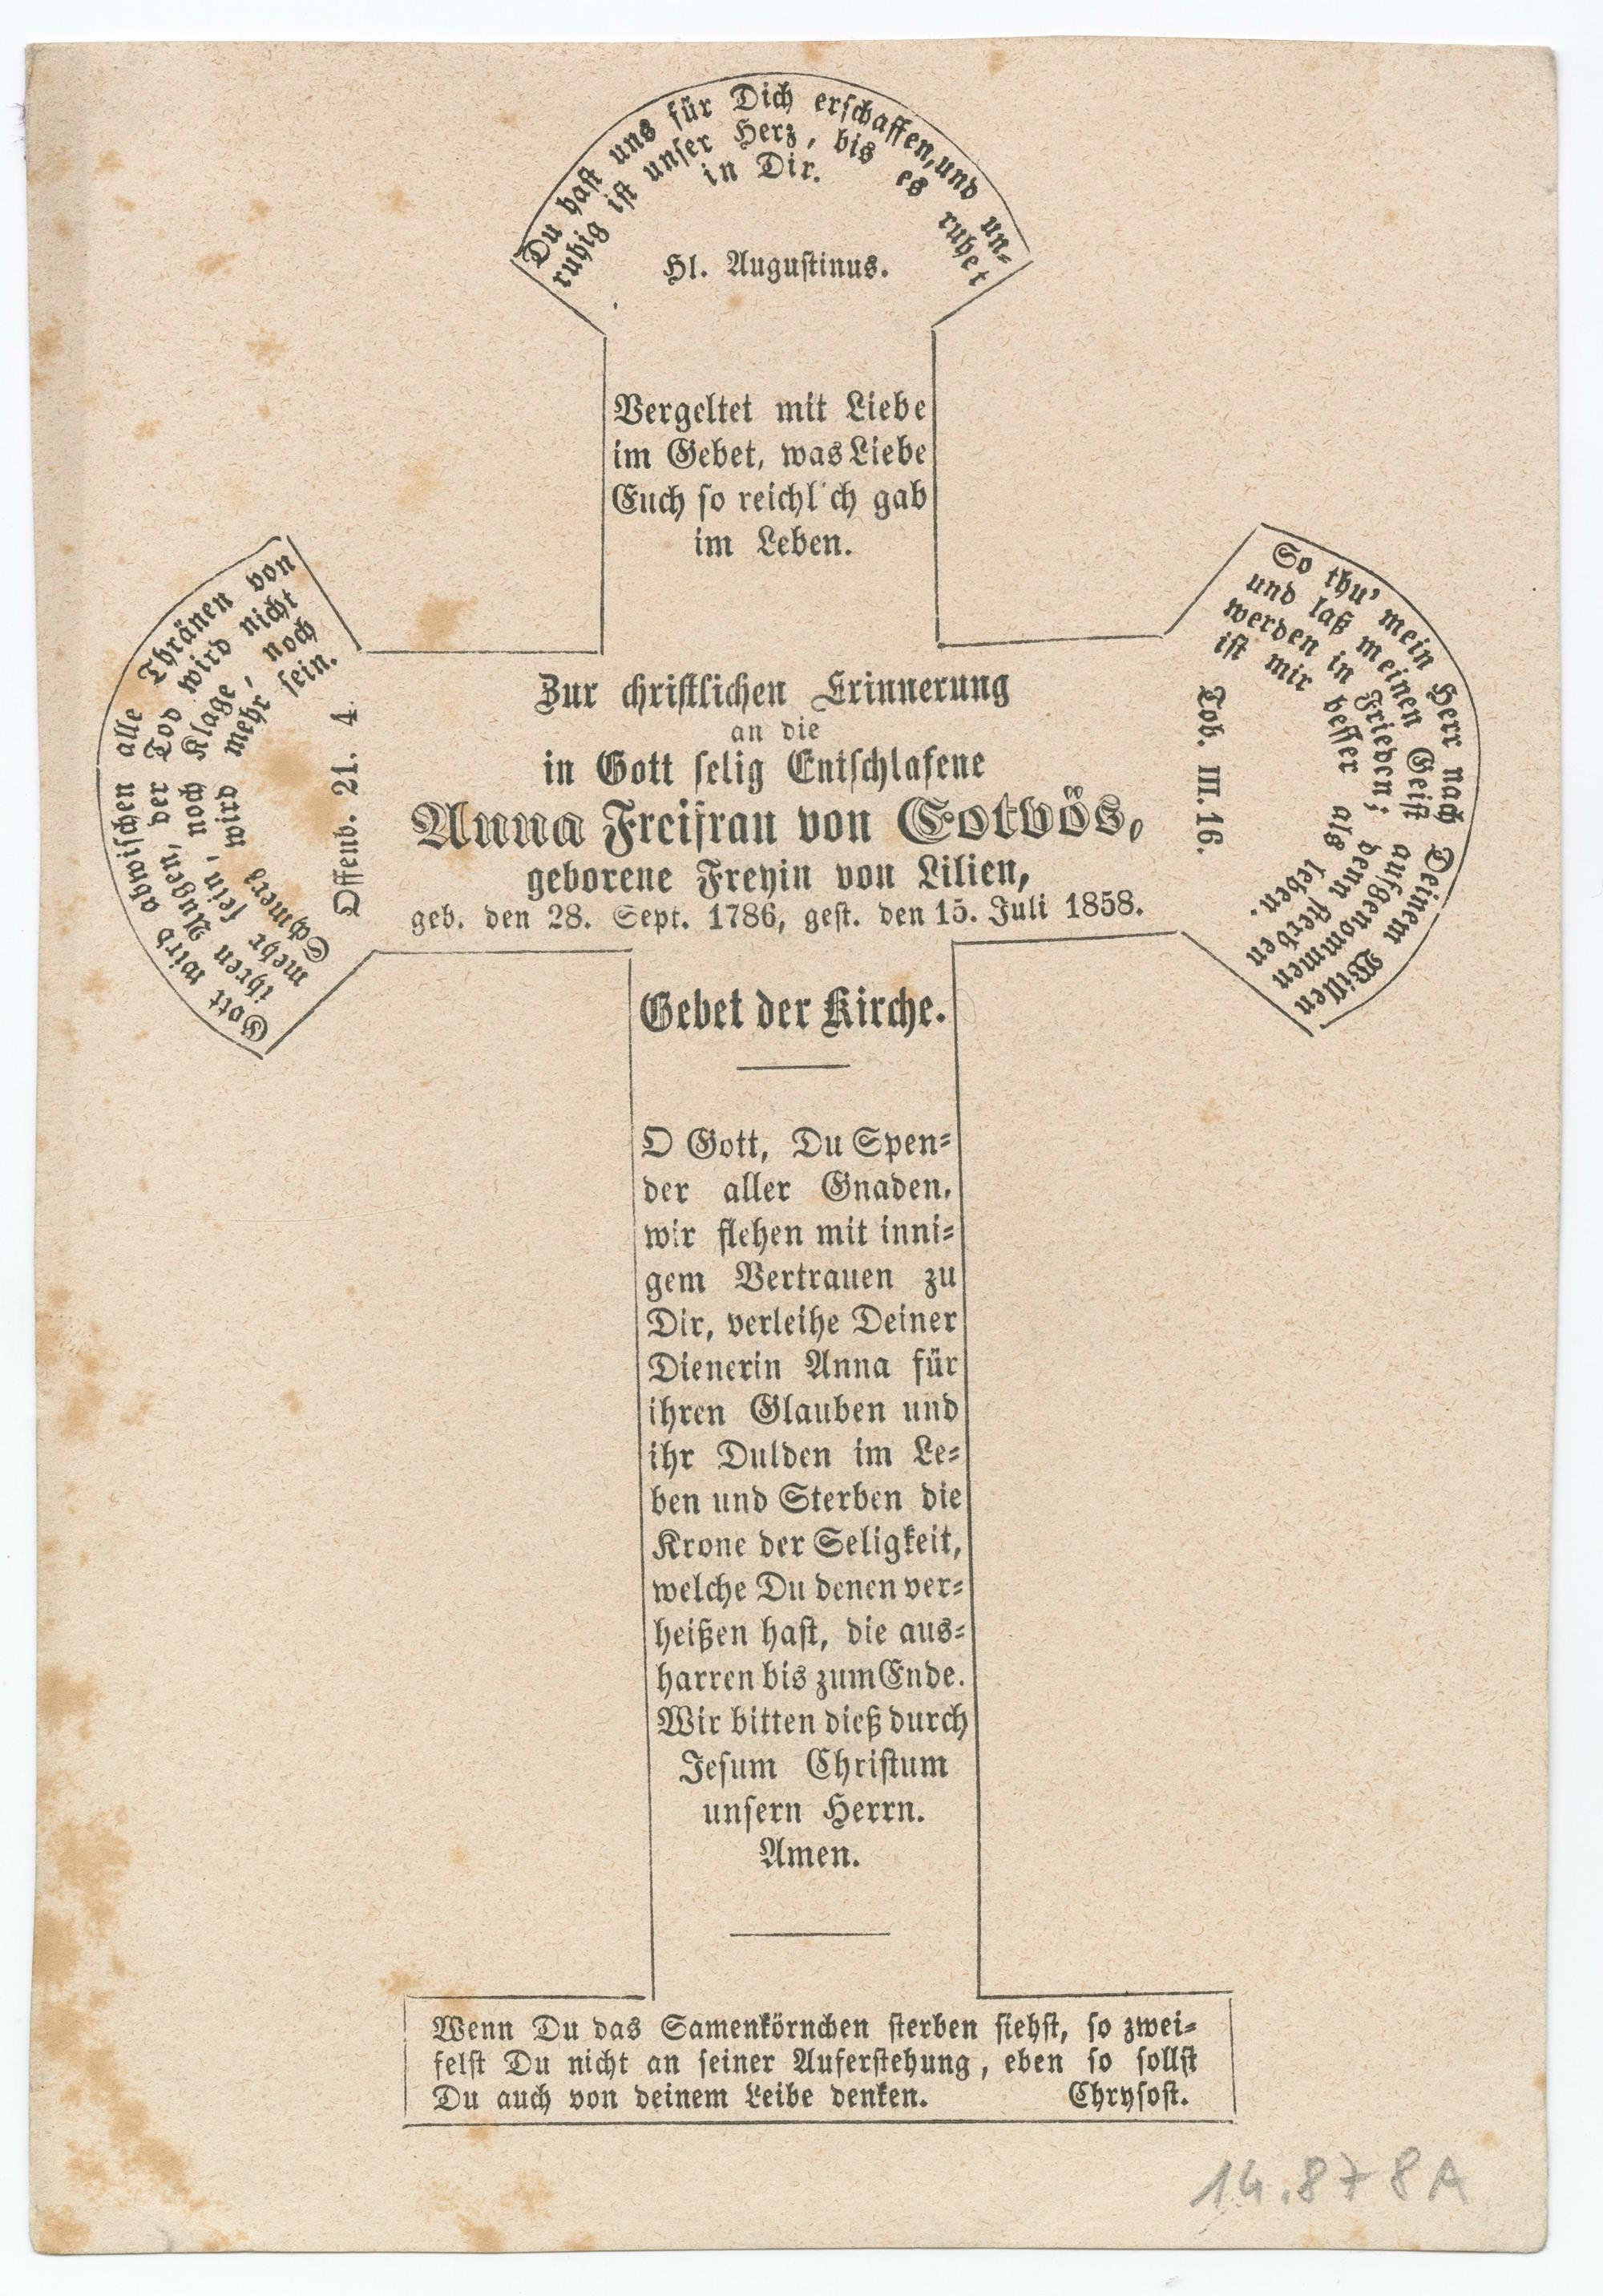 Du hast uns für Dich erschaffen, und un-
ruhig ist unser Herz, bis es ruhet
in Dir.
Hl. Augustinus.
Vergeltet mit Liebe
im Gebet, was Liebe
Euch so reichl ch gab
im Leben.
Gott wird abwischen alle Thränen von
ihren Augen, der Tod wird nicht
mehr sein, noch Klage, noch
Schmerz wird mehr sein.
Offenb. 21. 4.
Zur christlichen Erinnerung
an die
in Gott selig Entschlafene
Anna Freifrau von Eotvös,
geborene Freyin von Lilien,
geb. den 28. Sept. 1786, gest. den 15. Juli 1858.
So thu' mein Herr nach Deinem Willen
und laß meinen Geist aufgenommen
werden in Frieden; denn sterben
ist mir besser als leben.
Tob. III. 16.
Gebet der Kirche.
O Gott, Du Spen-
der aller Gnaden,
wir flehen mit inni-
gem Vertrauen zu
Dir, verleihe Deiner
Dienerin Anna für
ihren Glauben und
ihr Dulden im Le-
ben und Sterben die
Krone der Seligkeit,
welche Du denen ver-
heißen hast, die aus-
harren bis zum Ende.
Wir bitten dieß durch
Jesum Christum
unsern Herrn.
Amen.
Wenn Du das Samenkörnchen sterben siehst, so zwei-
felst Du nicht an seiner Auferstehung, eben so sollst
Du auch von deinem Leibe denken. Chrysost.
14.878A